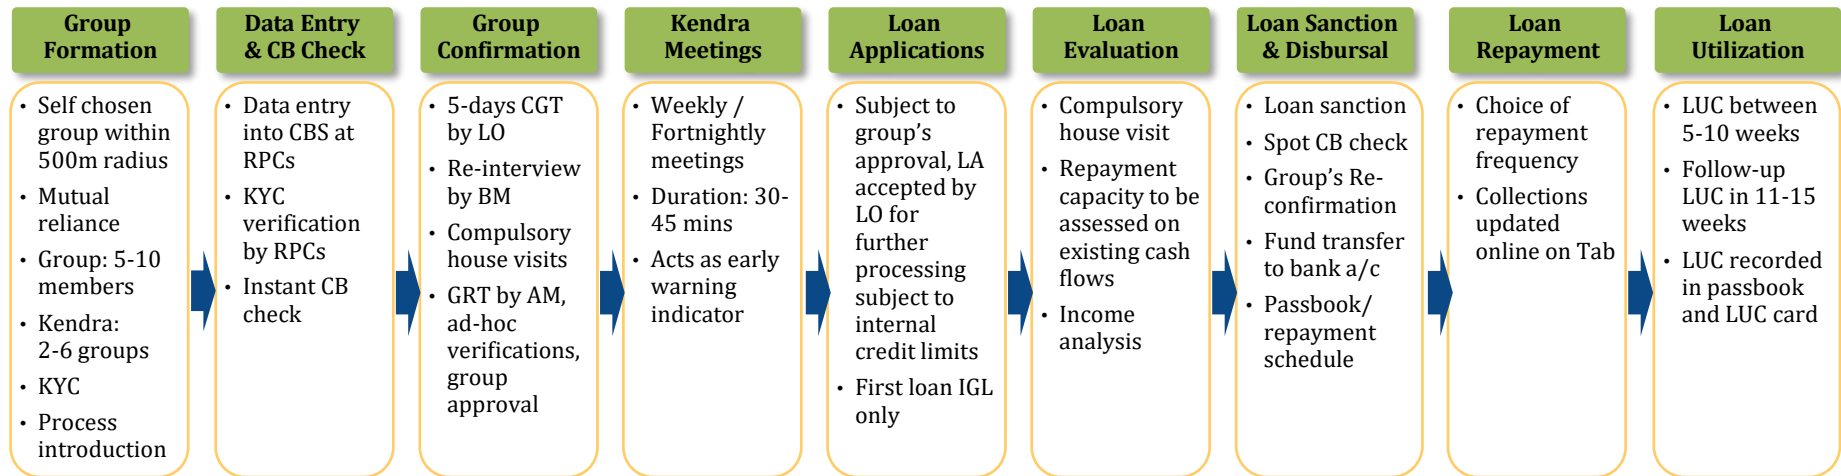 Group
Formation
• Self chosen
group within
500m radius
• Mutual
reliance
• Group: 5-10
members
• Kendra:
2-6 groups
• KYC
• Process
introduction
Data Entry
& CB Check
• Data entry
into CBS at
RPCs
• KYC
verification
by RPCs
• Instant CB
check
Group
Confirmation
• 5-days CGT
by LO
• Re-interview
by BM
• Compulsory
house visits
• GRT by AM,
ad-hoc
verifications,
group
approval
Kendra
Meetings
• Weekly /
Fortnightly
meetings
• Duration: 30-
45 mins
• Acts as early
warning
indicator
Loan
Applications
• Subject to
group’s
approval, LA
accepted by
LO for
further
processing
subject to
internal
credit limits
• First loan IGL
only
Loan
Evaluation
• Compulsory
house visit
• Repayment
capacity to be
assessed on
existing cash
flows
• Income
analysis
Loan Sanction
& Disbursal
• Loan sanction
• Spot CB check
• Group’s Re-
confirmation
• Fund transfer
to bank a/c
• Passbook/
repayment
schedule
Loan
Repayment
• Choice of
repayment
frequency
• Collections
updated
online on Tab
Loan
Utilization
• LUC between
5-10 weeks
• Follow-up
LUC in 11-15
weeks
• LUC recorded
in passbook
and LUC card